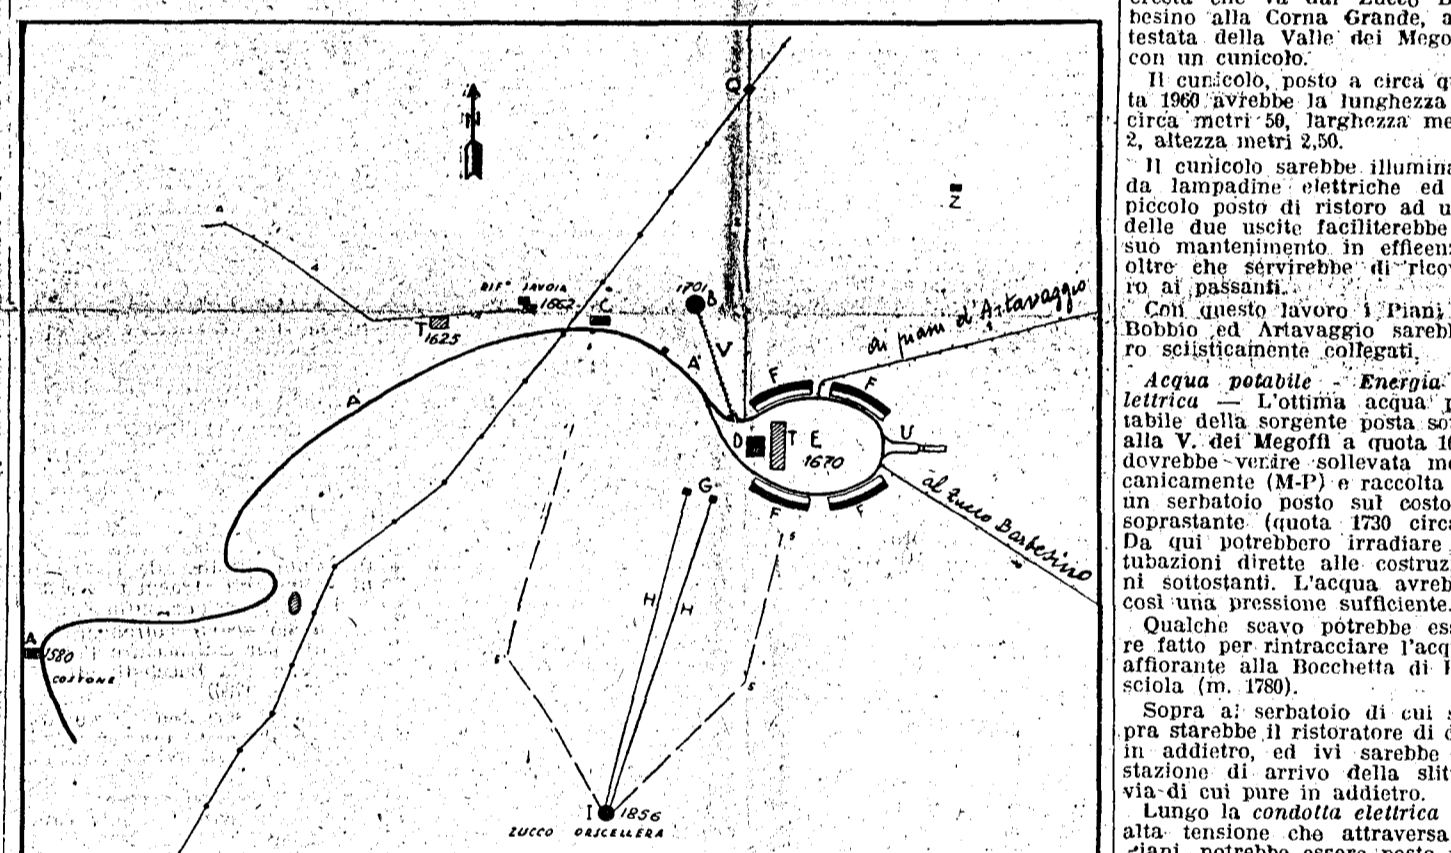 N
Q
Z
A
A
RIF° SAVOIA
1662
C
1701
B
T
1625
ai piani d'Artavaggio
A
A'
V
F
F
D
T
E
1670
U
G
F
F
al Zucco Barbesino
S
H
H
S
S
A
1580
COSTONE
I
1856
ZUCCO ORSCELLERA
besino alla Corna Grande, a
testata della Valle dei Mego
con un cunicolo.
Il cunicolo, posto a circa q
ta 1960 avrebbe la lunghezza
circa metri 50, larghezza me
2, altezza metri 2,50.
Il cunicolo sarebbe illumina
da lampadine elettriche ed
piccolo posto di ristoro ad u
delle due uscite faciliterebbe
suo mantenimento in effeen
oltre che servirebbe di rico
ro ai passanti.
Con questo lavoro i Piani
Bobbio ed Artavaggio sareb
ro sciisticamente collegati.
Acqua potabile - Energia
lettrica — L'ottima acqua p
tabile della sorgente posta so
alla V. dei Megoffi a quota 1
dovrebbe venire sollevata me
canicamente (M-P) e raccolta
un serbatoio posto sul costo
soprastante (quota 1730 circ
Da qui potrebbero irradiare
tubazioni dirette alle costruz
ni sottostanti. L'acqua avreb
così una pressione sufficiente.
Qualche scavo potrebbe es
re fatto per rintracciare l'acq
affiorante alla Bocchetta di
sciola (m. 1780).
Sopra al serbatoio di cui s
pra starebbe il ristoratore di c
in addietro, ed ivi sarebbe
stazione di arrivo della slit
via di cui pure in addietro.
Lungo la condotta elettrica
alta tensione che attraversa
giani, potrebbe essere posto